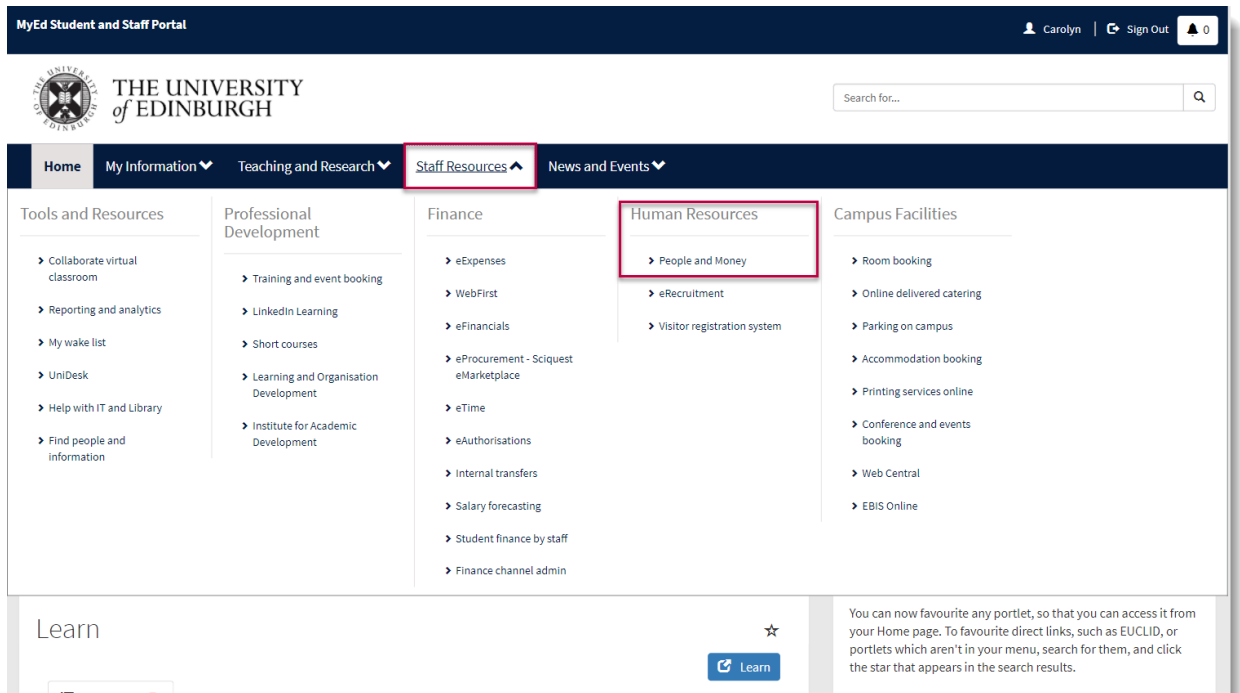 MyEd Student and Staff Portal
Carolyn | Sign Out 0
THE UNIVERSITY
of EDINBURGH
Search for...
Home My Information Teaching and Research Staff Resources News and Events
Tools and Resources
Collaborate virtual
classroom
Reporting and analytics
My wake list
UniDesk
Help with IT and Library
Find people and
information
Professional
Development
Training and event booking
LinkedIn Learning
Short courses
Learning and Organisation
Development
Institute for Academic
Development
Finance
eExpenses
WebFirst
eFinancials
eProcurement - Sciquest
eMarketplace
eTime
eAuthorisations
Internal transfers
Salary forecasting
Student finance by staff
Finance channel admin
Human Resources
People and Money
eRecruitment
Visitor registration system
Campus Facilities
Room booking
Online delivered catering
Parking on campus
Accommodation booking
Printing services online
Conference and events
booking
Web Central
EBIS Online
Learn
Learn
You can now favourite any portlet, so that you can access it from
your Home page. To favourite direct links, such as EUCLID, or
portlets which aren't in your menu, search for them, and click
the star that appears in the search results.